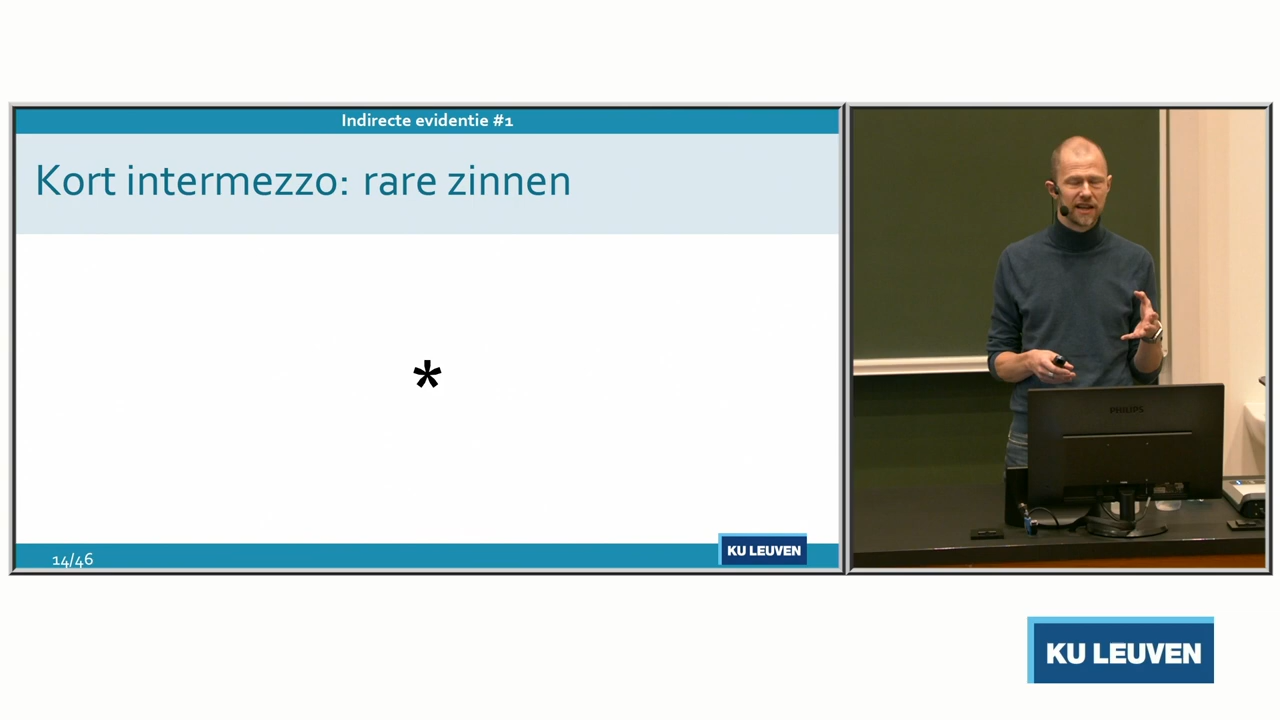 Indirecte evidentie #1
Kort intermezzo: rare zinnen
*
14/46
KU LEUVEN
PHILIPS
KU LEUVEN